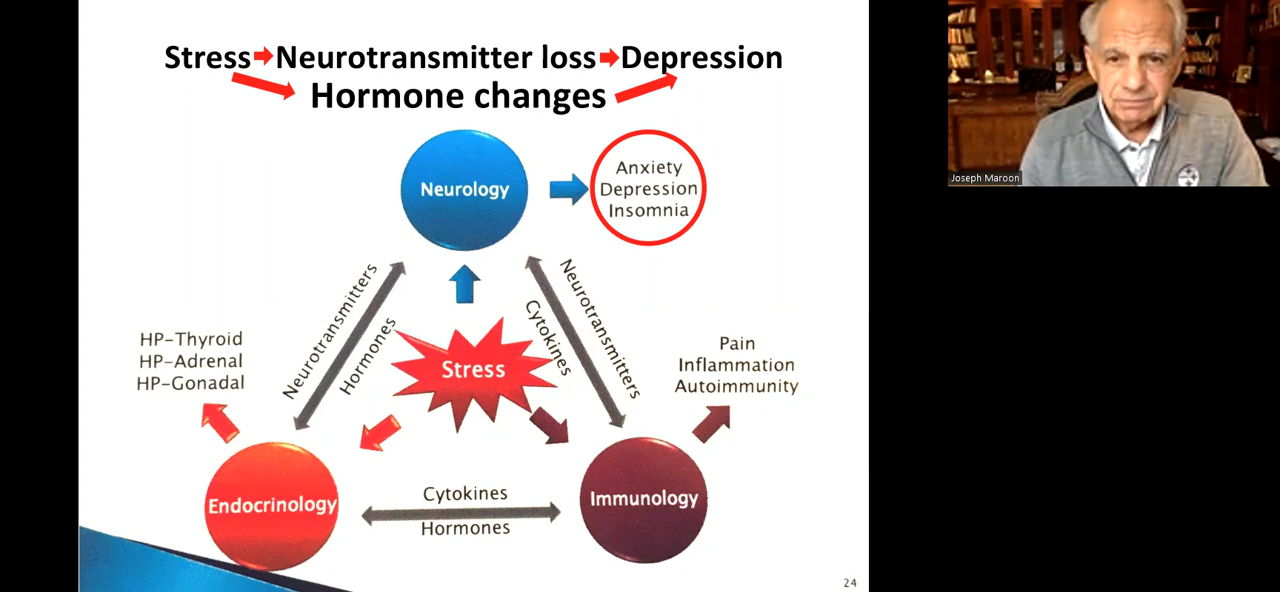 Stress Neurotransmitter loss Depression
Hormone changes
Joseph Maroon
Neurology
Anxiety
Depression
Insomnia
Neurotransmitters
Hormones
Cytokines
Neurotransmitters
Stress
HP-Thyroid
HP-Adrenal
HP-Gonadal
Pain
Inflammation
Autoimmunity
Endocrinology
Cytokines
Hormones
Immunology
24